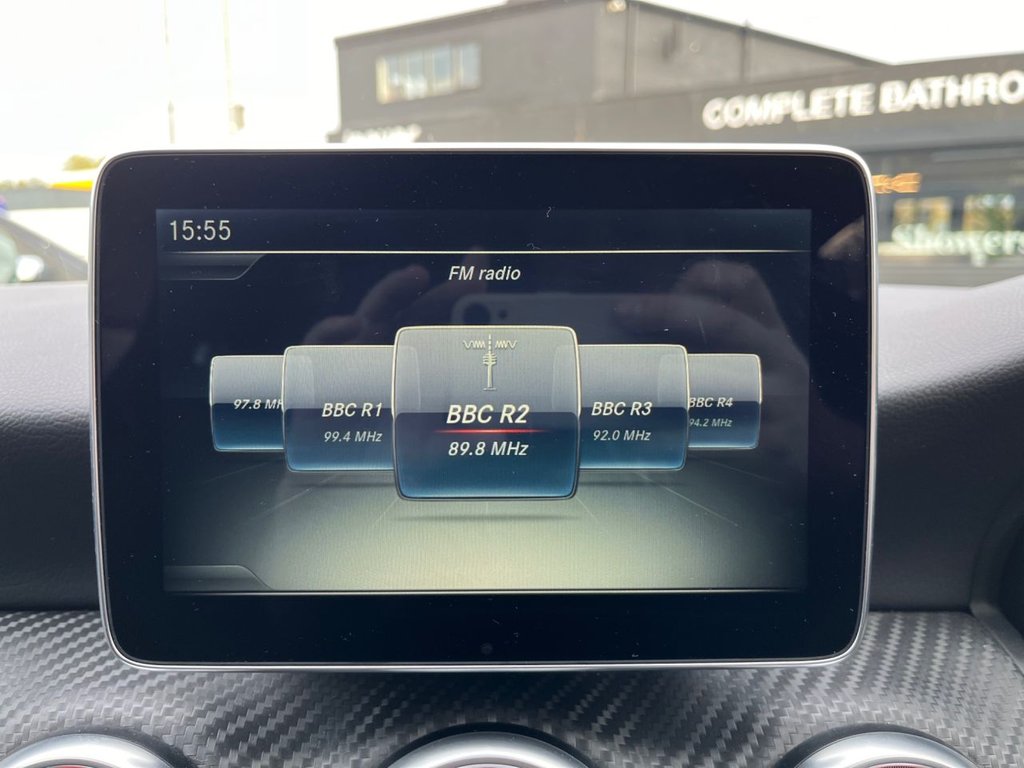 COMPLETE BATHRO
Showers
15:55
FM radio
97.8 MH
BBC R1
99.4 MHz
BBC R2
89.8 MHz
BBC R3
92.0 MHz
BBC R4
94.2 MHz